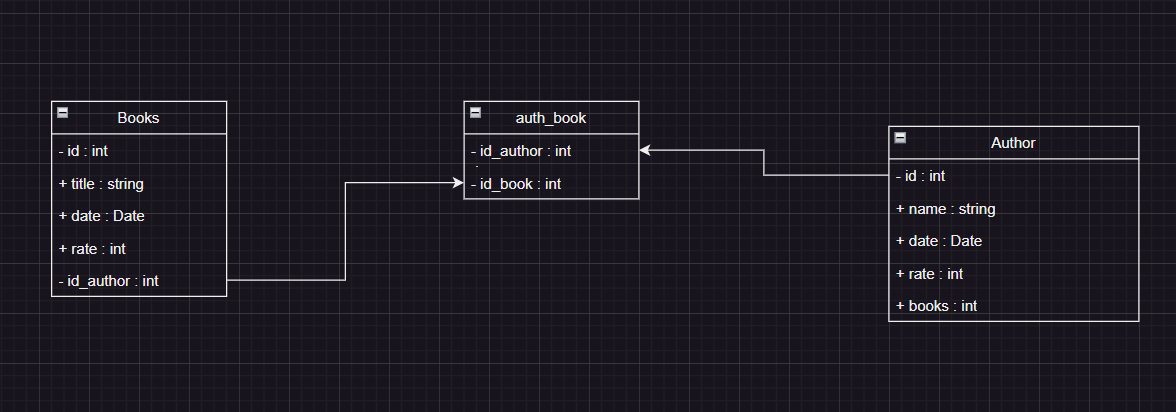 Books
- id : int
+ title : string
+ date : Date
+ rate : int
- id_author : int
auth_book
- id_author : int
- id_book : int
Author
- id : int
+ name : string
+ date : Date
+ rate : int
+ books : int